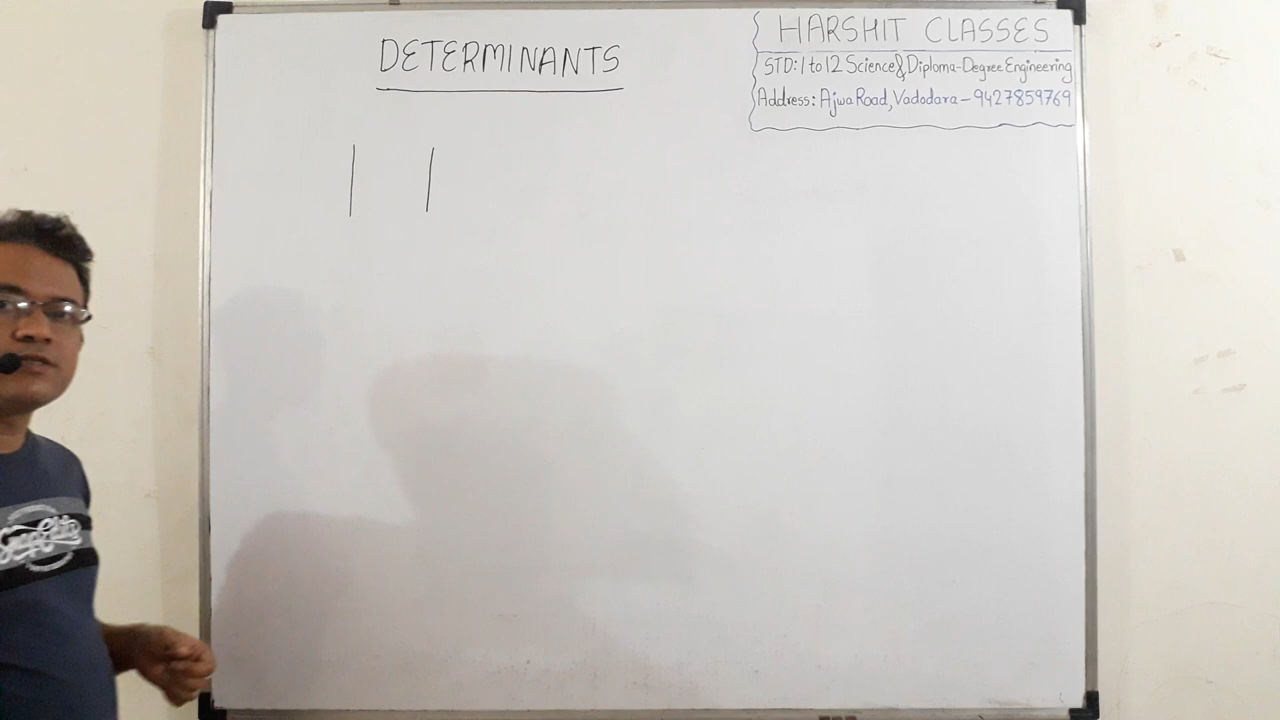 DETERMINANTS
| |
HARSHIT CLASSES
STD: 1 to 12 Science & Diploma-Degree Engineering
Address: Ajwa Road, Vadodara - 9427859769